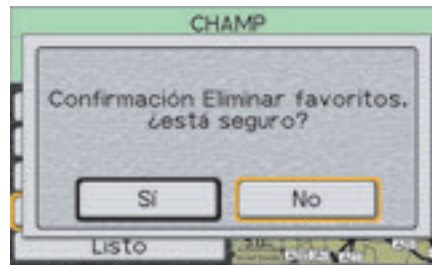 CHAMP
Confirmación Eliminar favoritos.
¿está seguro?
Sí
No
Listo